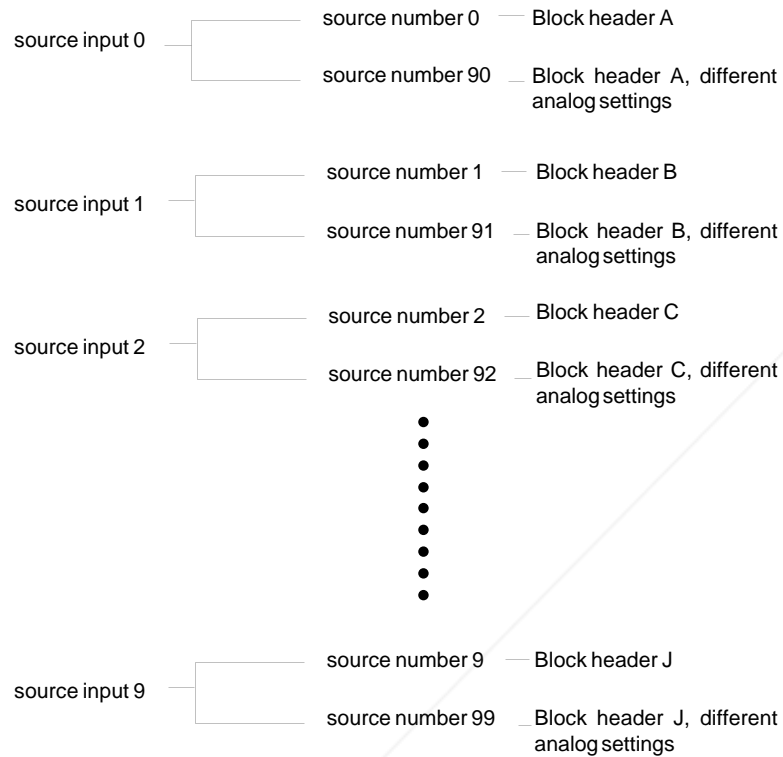 source number 0
Block header A
source input 0
source number 90
Block header A, different
analog settings
source number 1
Block header B
source input 1
source number 91
Block header B, different
analog settings
source number 2
Block header C
source input 2
source number 92
Block header C, different
analog settings
source number 9
Block header J
source input 9
source number 99
Block header J, different
analog settings